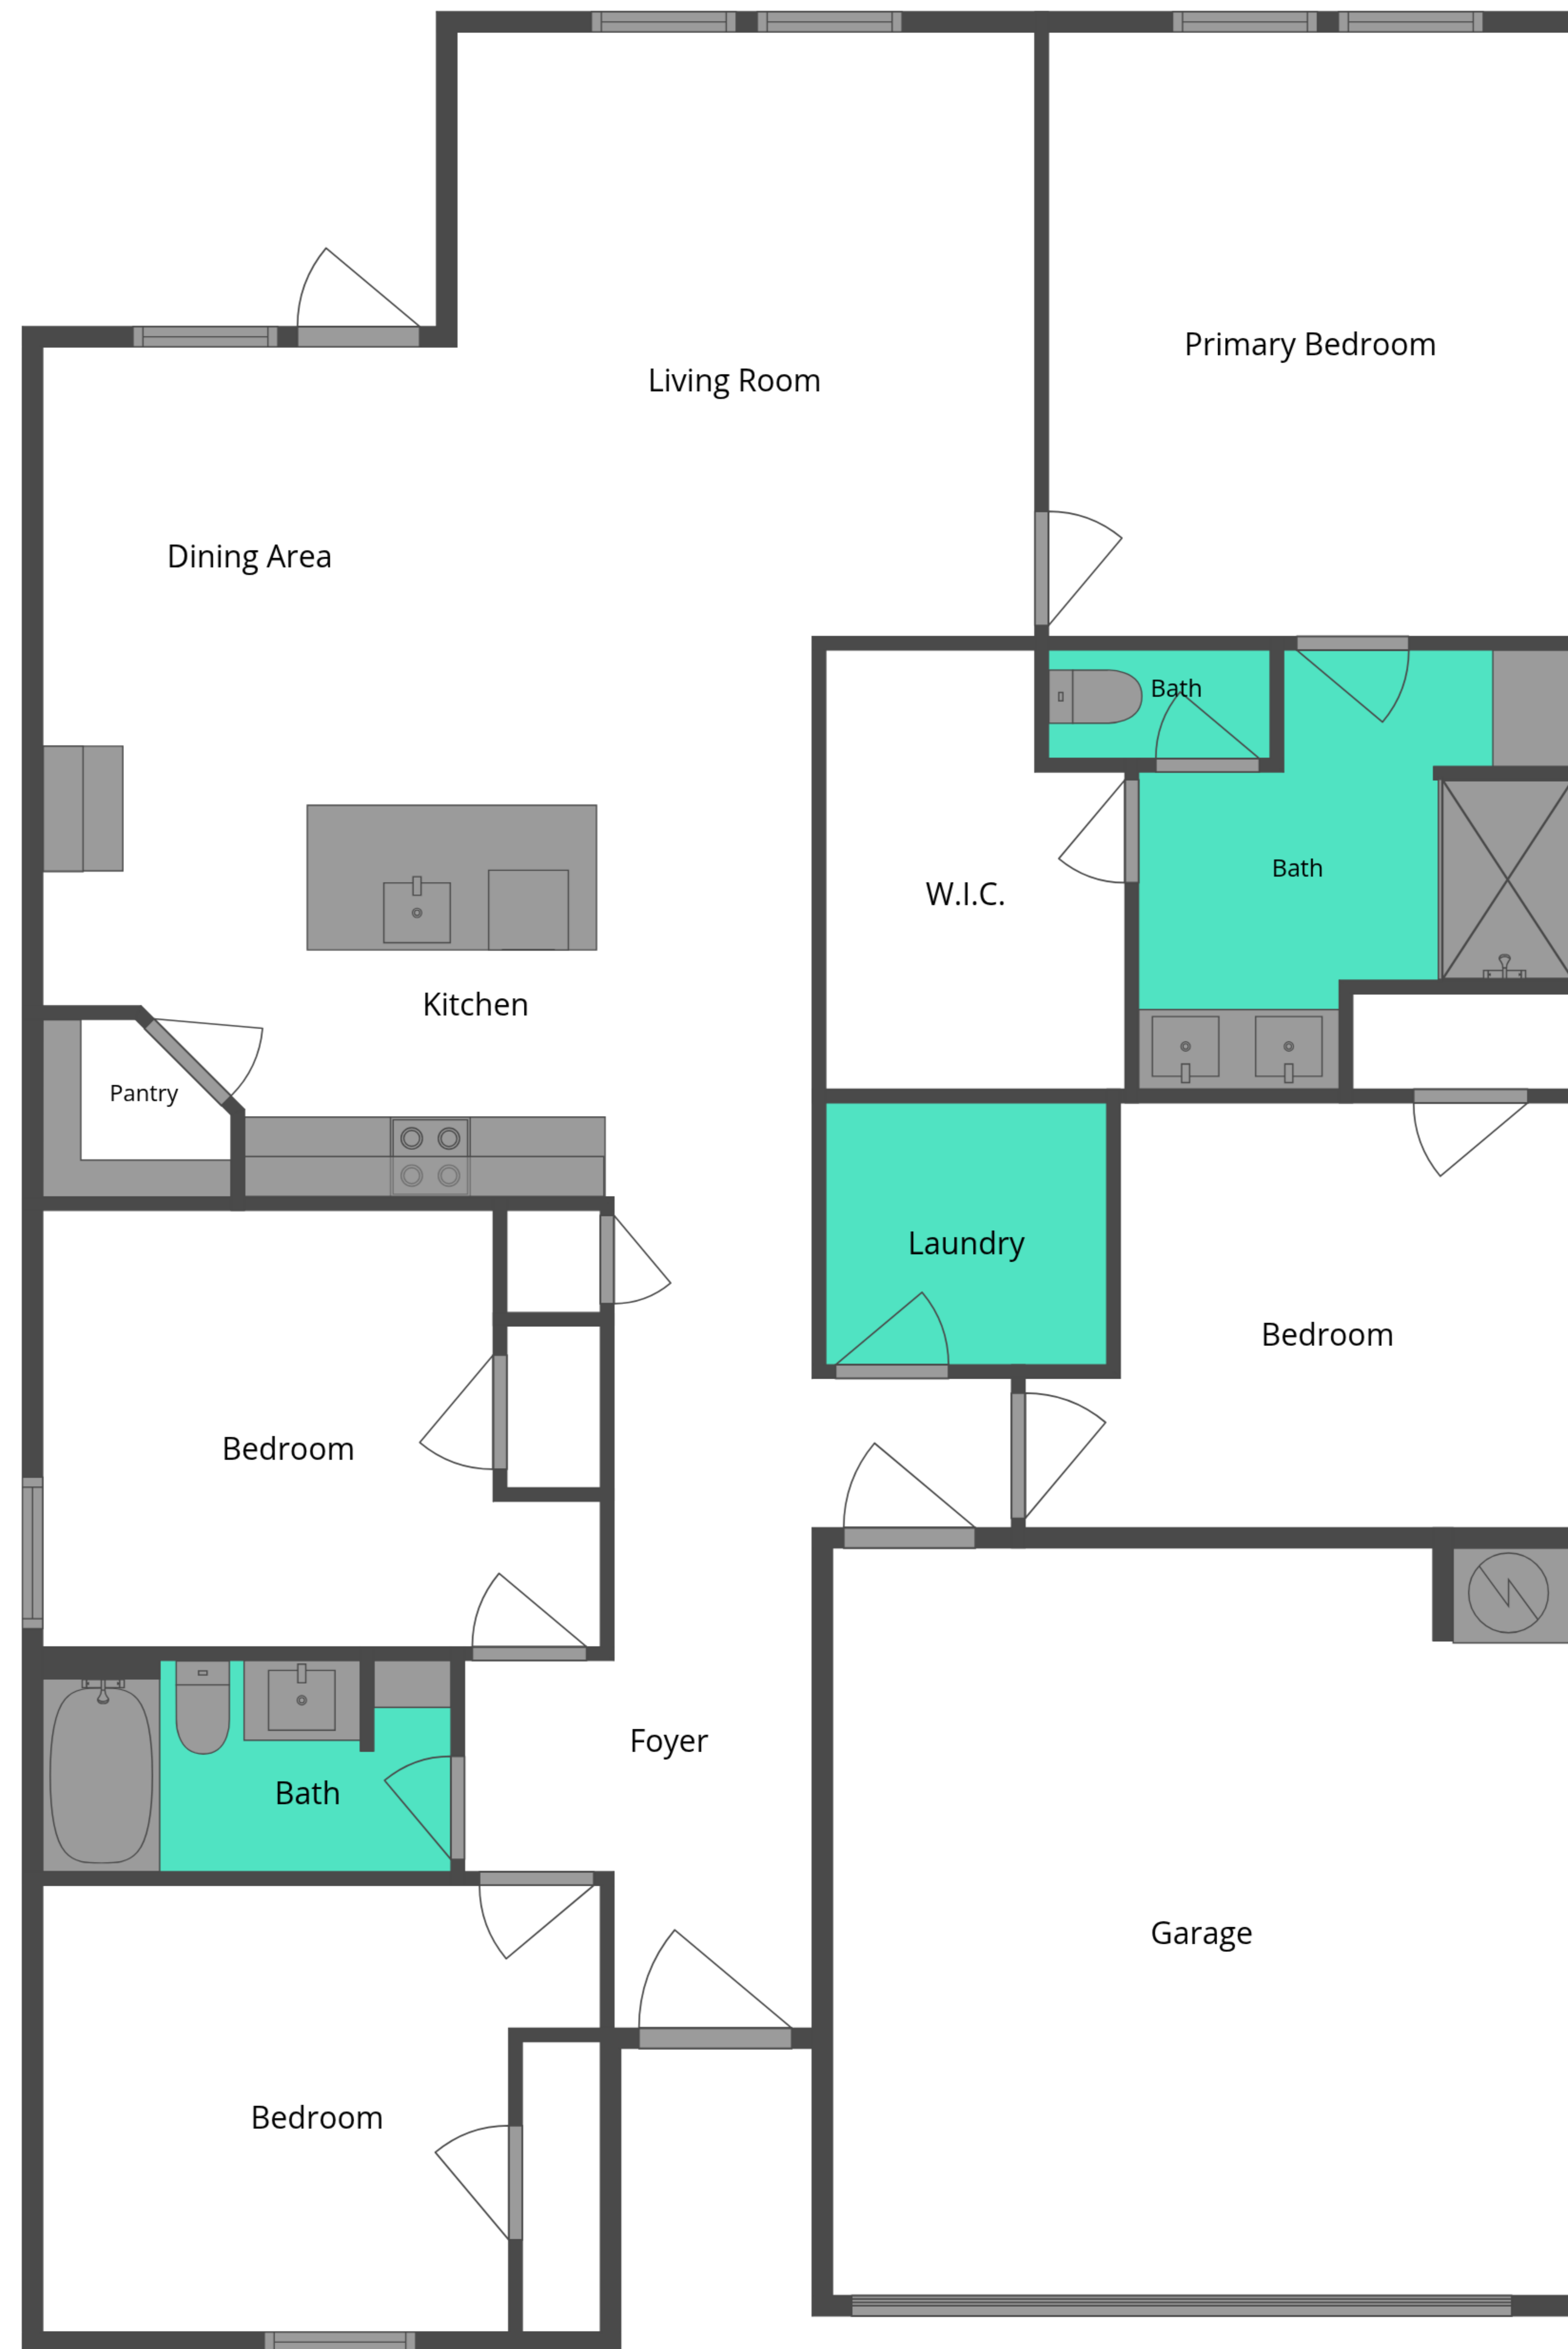 Primary Bedroom
Living Room
Dining Area
Bath
Bath
W.I.C.
Kitchen
Pantry
Laundry
Bedroom
Bedroom
Foyer
Bath
Garage
Bedroom